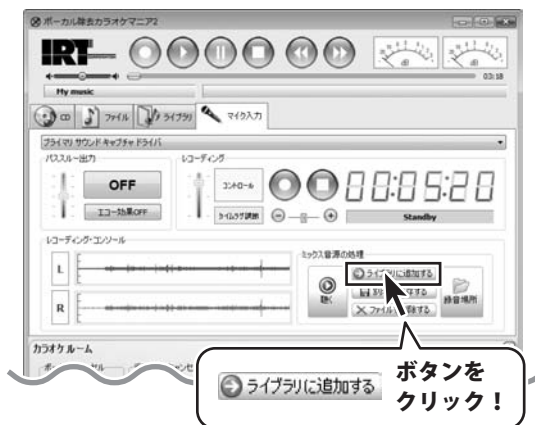 ボーカル除去カラオケマニア2
IRT
dB
dB
03:18
My music
CD
ファイル
ライブラリ
マイク入力
プライマリ サウンド キャプチャ ドライバ
パススルー出力
レコーディング
OFF
コントロール
00:05:20
エコー効果OFF
タイムラグ調節
Standby
レコーディング・コンソール
ミックス音源の処理
L
R
聴く
ライブラリに追加する
録音場所
カラオケ ルーム
ライブラリに追加する
ボタンを
クリック！